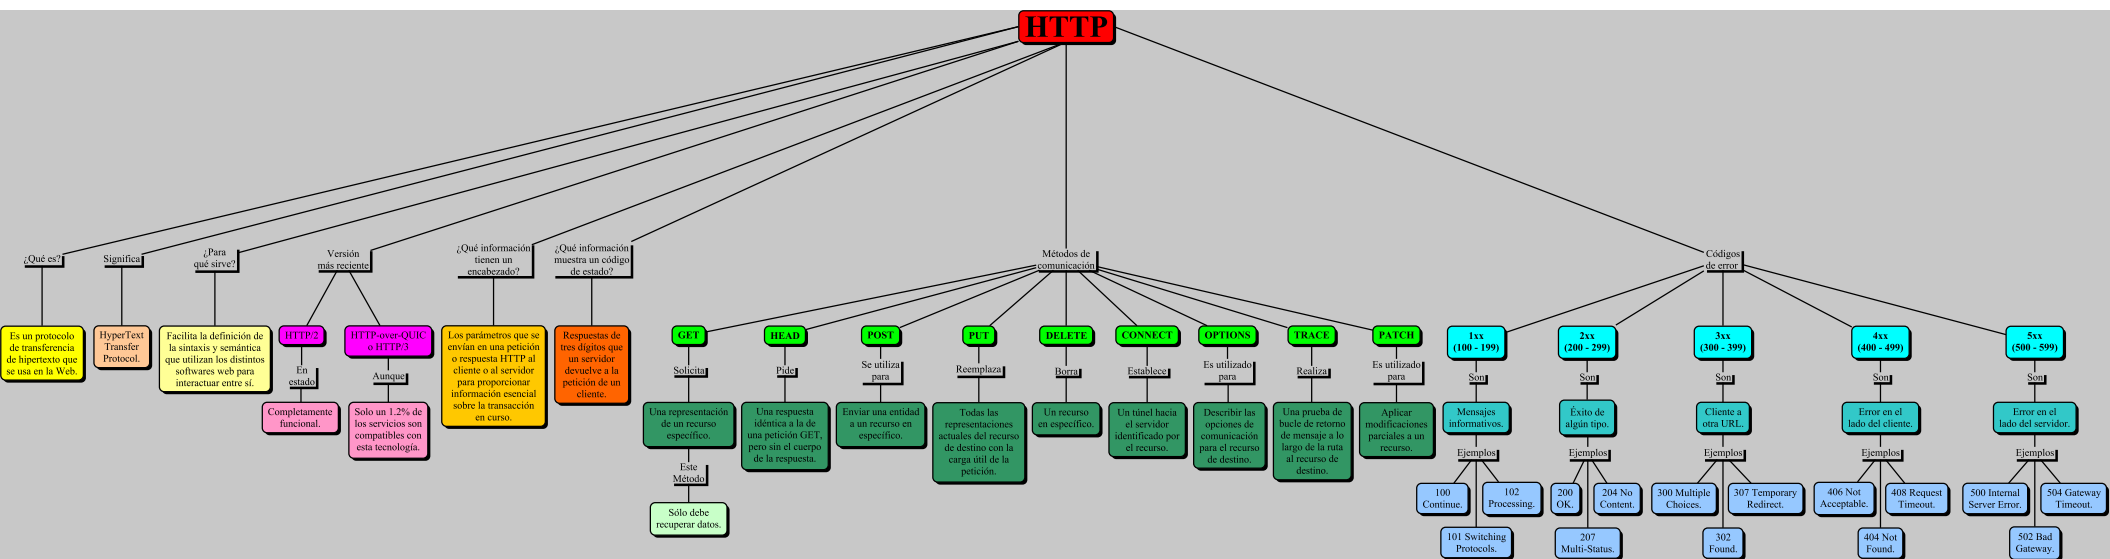 HTTP
¿Qué es?
Es un protocolo
de transferencia
de hipertexto que
se usa en la Web.
Significa
HyperText
Transfer
Protocol.
¿Para
qué sirve?
Facilita la definición de
la sintaxis y semántica
que utilizan los distintos
softwares web para
interactuar entre sí.
Versión
más reciente
HTTP/2
En
estado
Completamente
funcional.
HTTP-over-QUIC
o HTTP/3
Aunque
Solo un 1.2% de
los servicios son
compatibles con
esta tecnología.
¿Qué información
tienen un
encabezado?
Los parámetros que se
envían en una petición
o respuesta HTTP al
cliente o al servidor
para proporcionar
información esencial
sobre la transacción
en curso.
¿Qué información
muestra un código
de estado?
Respuestas de
tres dígitos que
un servidor
devuelve a la
petición de un
cliente.
Métodos de
comunicación
GET
Solicita
Una representación
de un recurso
específico.
Este
Método
Sólo debe
recuperar datos.
HEAD
Pide
Una respuesta
idéntica a la de
una petición GET,
pero sin el cuerpo
de la respuesta.
POST
Se utiliza
para
Enviar una entidad
a un recurso en
específico.
PUT
Reemplaza
Todas las
representaciones
actuales del recurso
de destino con la
carga útil de la
petición.
DELETE
Borra
Un recurso
en específico.
CONNECT
Establece
Un túnel hacia
el servidor
identificado por
el recurso.
OPTIONS
Es utilizado
para
Describir las
opciones de
comunicación
para el recurso
de destino.
TRACE
Realiza
Una prueba de
bucle de retorno
de mensaje a lo
largo de la ruta
al recurso de
destino.
PATCH
Es utilizado
para
Aplicar
modificaciones
parciales a un
recurso.
Códigos
de error
1xx
(100 - 199)
Son
Mensajes
informativos.
Ejemplos
100
Continue.
101 Switching
Protocols.
102
Processing.
2xx
(200 - 299)
Son
Éxito de
algún tipo.
Ejemplos
200
OK.
207
Multi-Status.
204 No
Content.
3xx
(300 - 399)
Son
Cliente a
otra URL.
Ejemplos
300 Multiple
Choices.
302
Found.
307 Temporary
Redirect.
4xx
(400 - 499)
Son
Error en el
lado del cliente.
Ejemplos
406 Not
Acceptable.
404 Not
Found.
408 Request
Timeout.
5xx
(500 - 599)
Son
Error en el
lado del servidor.
Ejemplos
500 Internal
Server Error.
502 Bad
Gateway.
504 Gateway
Timeout.